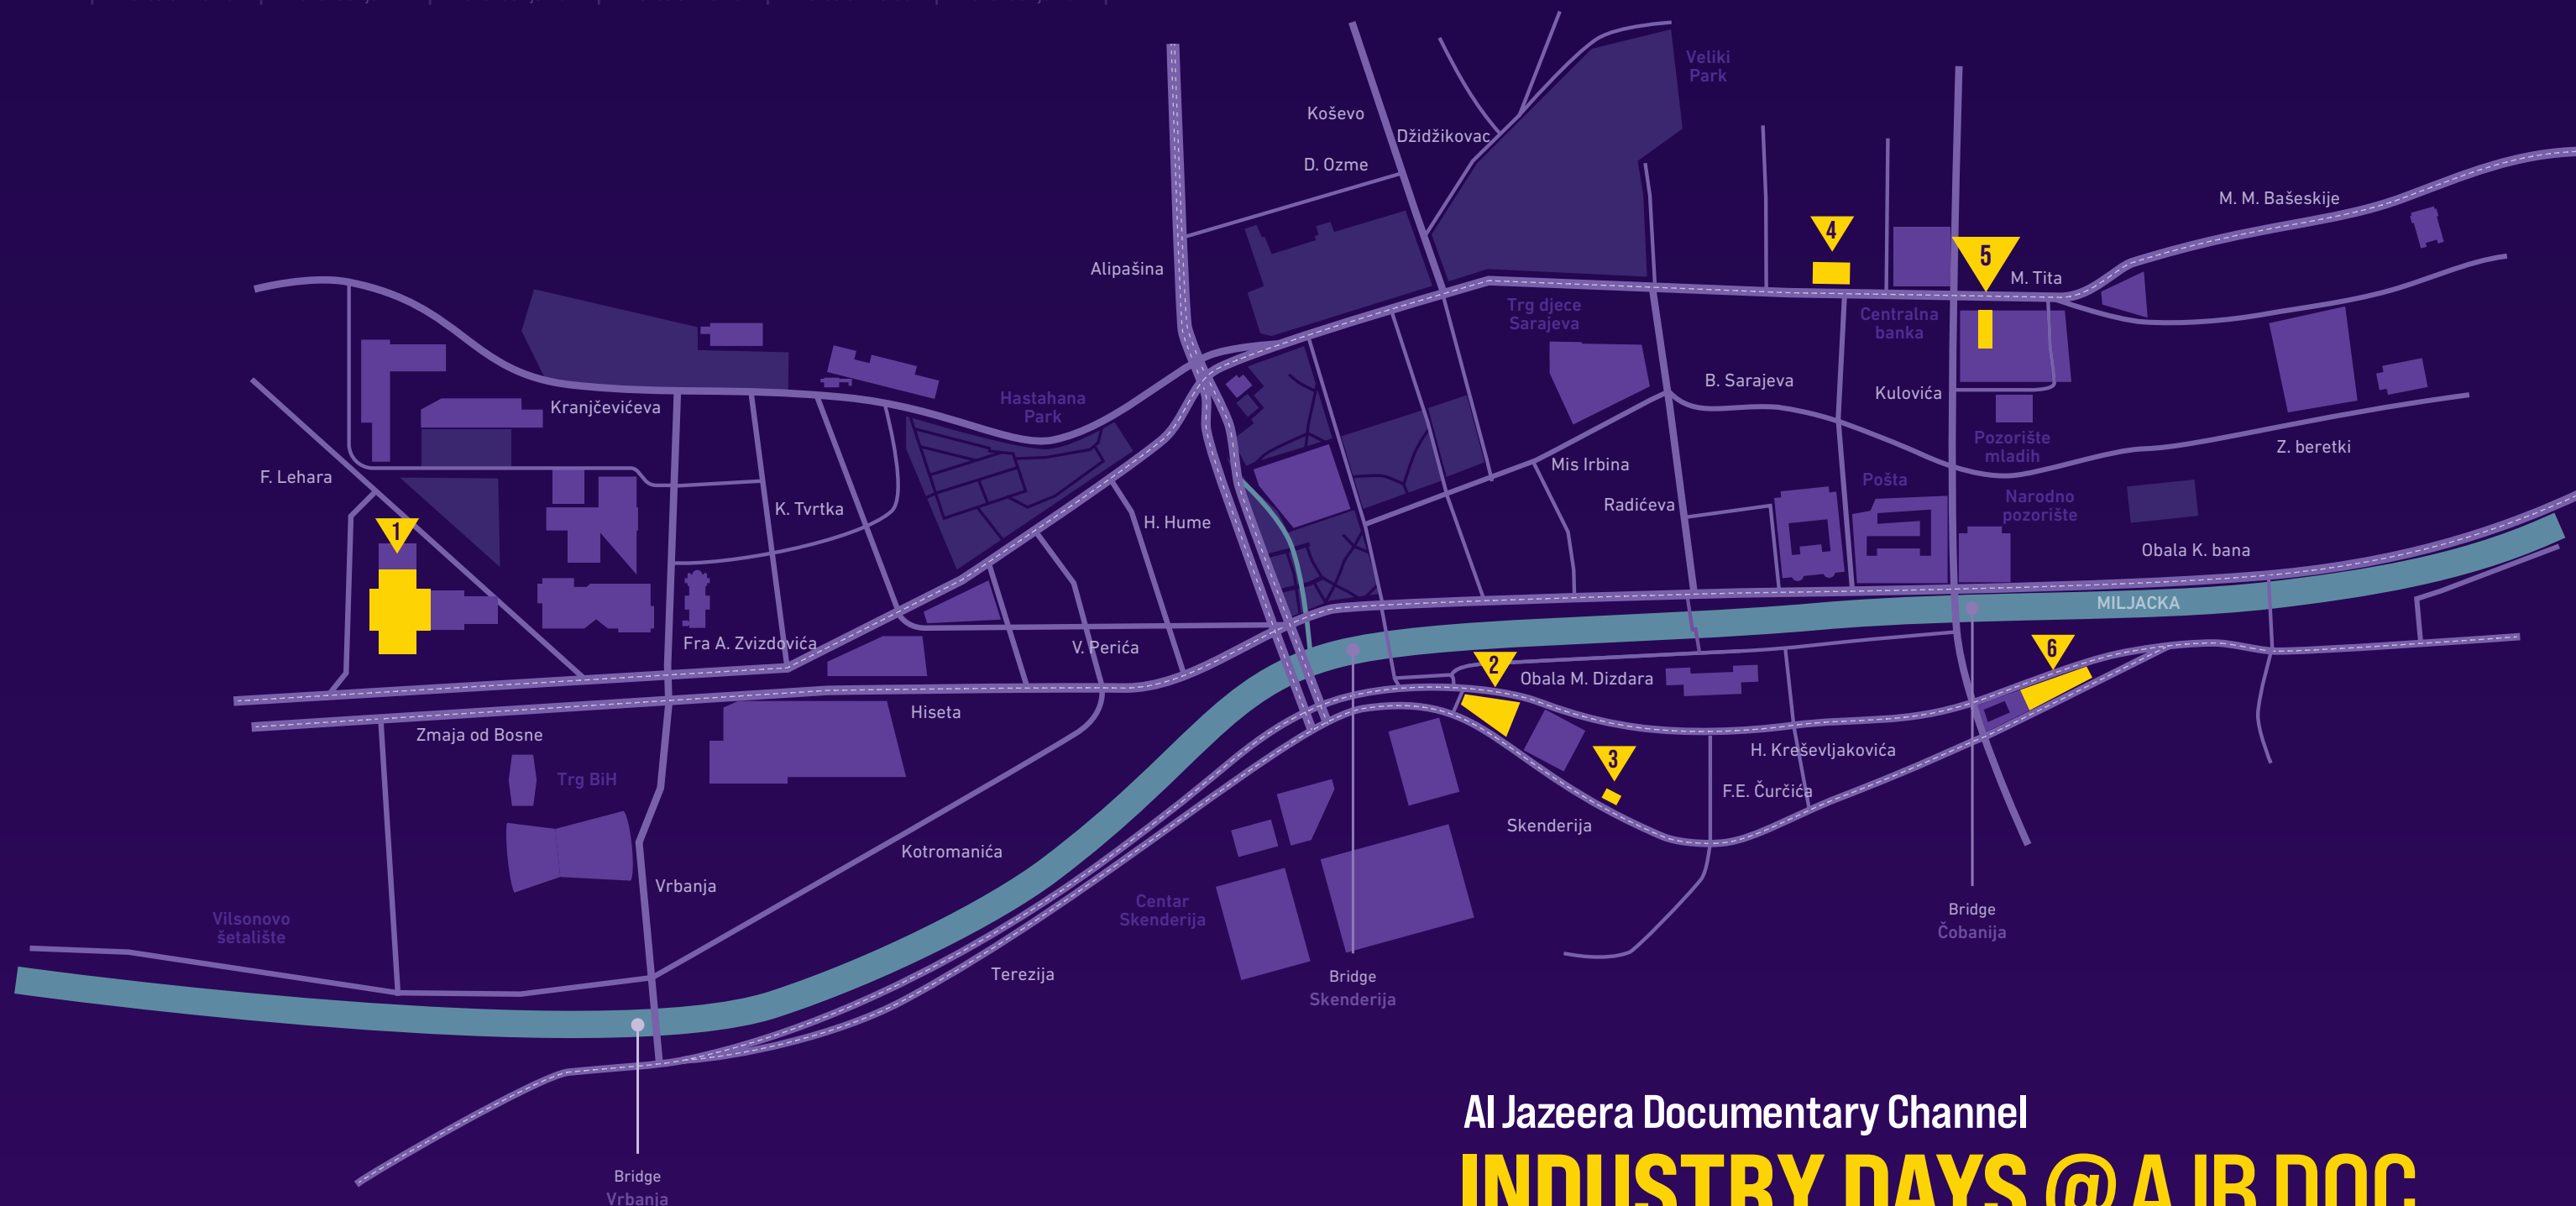 Veliki
Park
Koševo
Džidžikovac
D. Ozme
M. M. Bašeskije
4
5
M. Tita
Alipašina
Trg djece
Sarajeva
Centralna
banka
B. Sarajeva
Kulovića
Hastahana
Park
Kranjčevićeva
Pozorište
mladih
Z. beretki
F. Lehara
Mis Irbina
Pošta
K. Tvrtka
H. Hume
Radićeva
Narodno
pozorište
1
Obala K. bana
MILJACKA
Fra A. Zvizdovića
V. Perića
2
6
Obala M. Dizdara
Hiseta
Zmaja od Bosne
3
H. Kreševljakovića
Trg BiH
F.E. Čurčića
Skenderija
Kotromanića
Vrbanja
Centar
Skenderija
Bridge
Čobanija
Vilsonovo
šetalište
Terezija
Bridge
Skenderija
Al Jazeera Documentary Channel
Bridge
Vrbanja
INDUSTRY DAYS @ AJB DOC